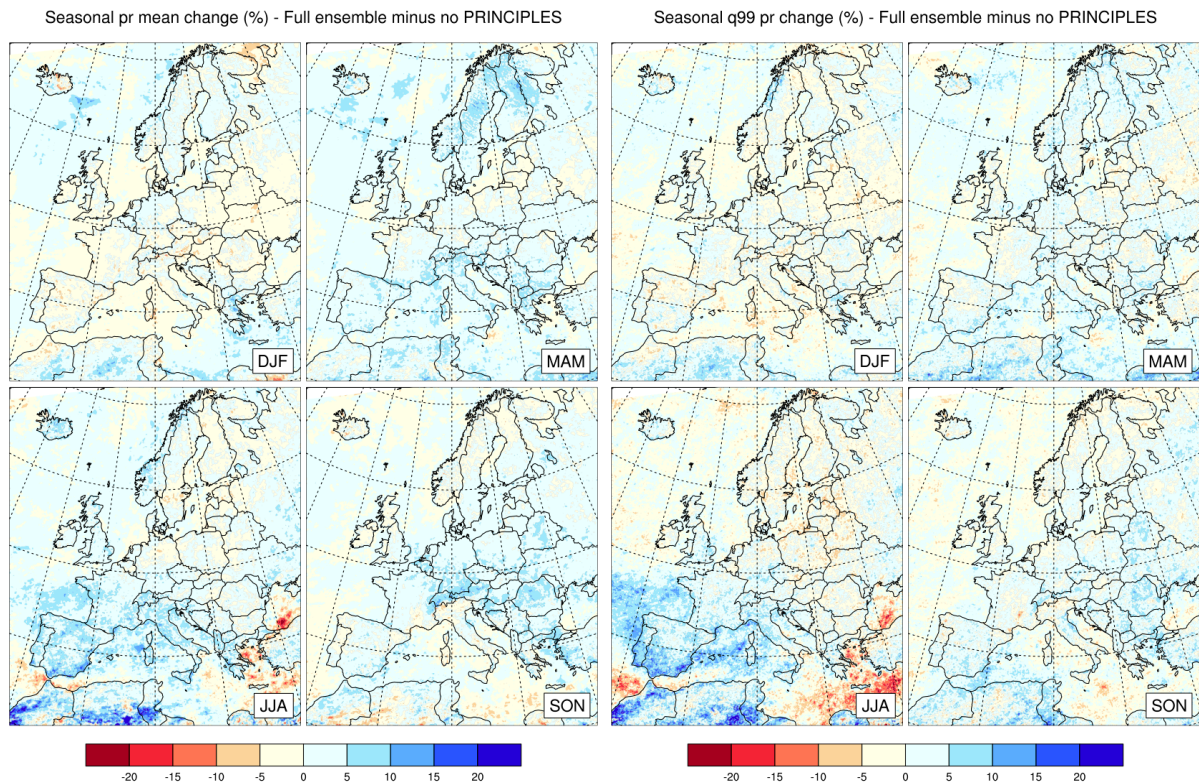 Seasonal pr mean change (%) - Full ensemble minus no PRINCIPLES
Seasonal q99 pr change (%) - Full ensemble minus no PRINCIPLES
DJF
MAM
DJF
MAM
JJA
SON
JJA
SON
-20 -15 -10 -5 0 5 10 15 20
-20 -15 -10 -5 0 5 10 15 20